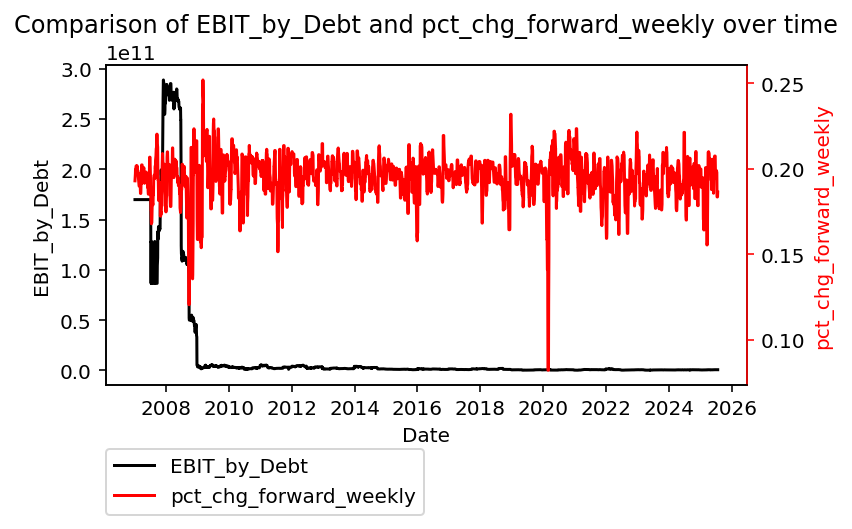 Comparison of EBIT_by_Debt and pct_chg_forward_weekly over time
1e11
3.0
2.5
2.0
1.5
1.0
0.5
0.0
EBIT_by_Debt
0.25
0.20
0.15
0.10
pct_chg_forward_weekly
2008 2010 2012 2014 2016 2018 2020 2022 2024 2026
Date
EBIT_by_Debt
pct_chg_forward_weekly